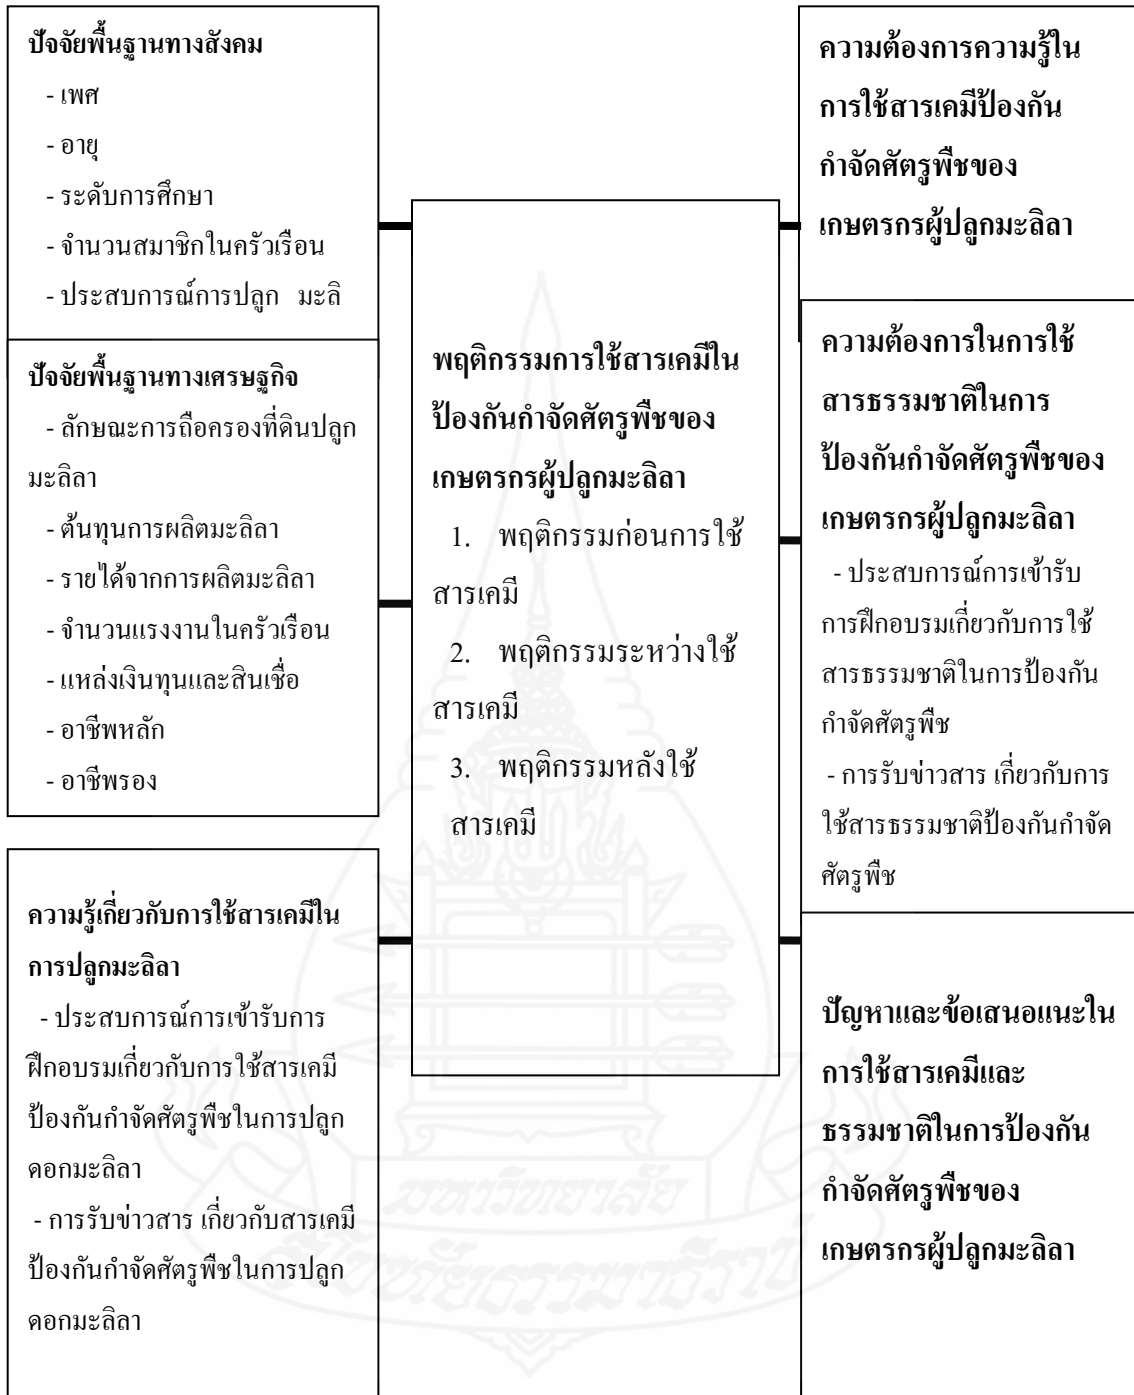 ปัจจัยพื้นฐานทางสังคม
- เพศ
- อายุ
- ระดับการศึกษา
- จำนวนสมาชิกในครัวเรือน
- ประสบการณ์การปลูก มะลิ
ปัจจัยพื้นฐานทางเศรษฐกิจ
- ลักษณะการถือครองที่ดินปลูก
มะลิลา
- ต้นทุนการผลิตมะลิลา
- รายได้จากการผลิตมะลิลา
- จำนวนแรงงานในครัวเรือน
- แหล่งเงินทุนและสินเชื่อ
- อาชีพหลัก
- อาชีพรอง
ความรู้เกี่ยวกับการใช้สารเคมีใน
การปลูกมะลิลา
- ประสบการณ์การเข้ารับการ
ฝึกอบรมเกี่ยวกับการใช้สารเคมี
ป้องกันกำจัดศัตรูพืชในการปลูก
ดอกมะลิลา
- การรับข่าวสาร เกี่ยวกับสารเคมี
ป้องกันกำจัดศัตรูพืชในการปลูก
ดอกมะลิลา
พฤติกรรมการใช้สารเคมีใน
ป้องกันกำจัดศัตรูพืชของ
เกษตรกรผู้ปลูกมะลิลา
1. พฤติกรรมก่อนการใช้
สารเคมี
2. พฤติกรรมระหว่างใช้
สารเคมี
3. พฤติกรรมหลังใช้
สารเคมี
ความต้องการความรู้ใน
การใช้สารเคมีป้องกัน
กำจัดศัตรูพืชของ
เกษตรกรผู้ปลูกมะลิลา
ความต้องการในการใช้
สารธรรมชาติในการ
ป้องกันกำจัดศัตรูพืชของ
เกษตรกรผู้ปลูกมะลิลา
- ประสบการณ์การเข้ารับ
การฝึกอบรมเกี่ยวกับการใช้
สารธรรมชาติในการป้องกัน
กำจัดศัตรูพืช
- การรับข่าวสาร เกี่ยวกับการ
ใช้สารธรรมชาติป้องกันกำจัด
ศัตรูพืช
ปัญหาและข้อเสนอแนะใน
การใช้สารเคมีและ
ธรรมชาติในการป้องกัน
กำจัดศัตรูพืชของ
เกษตรกรผู้ปลูกมะลิลา
มหาวิทยาลัย
สุโขทัยธรรมาธิราช